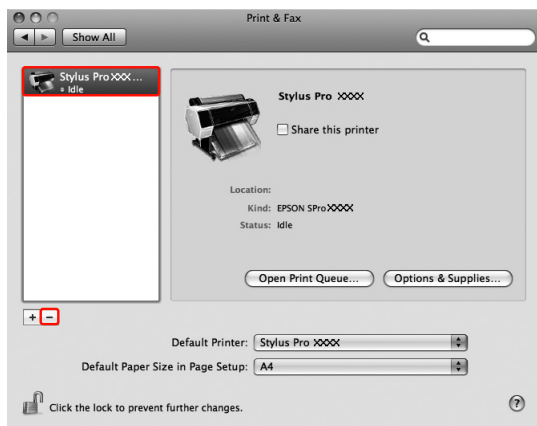 Print & Fax
Show All
Stylus Pro XXX...
Idle
Stylus Pro XXXX
Share this printer
Location:
Kind: EPSON SPro XXXX
Status: Idle
Open Print Queue... Options & Supplies...
+ −
Default Printer: Stylus Pro XXXX
Default Paper Size in Page Setup: A4
Click the lock to prevent further changes. ?